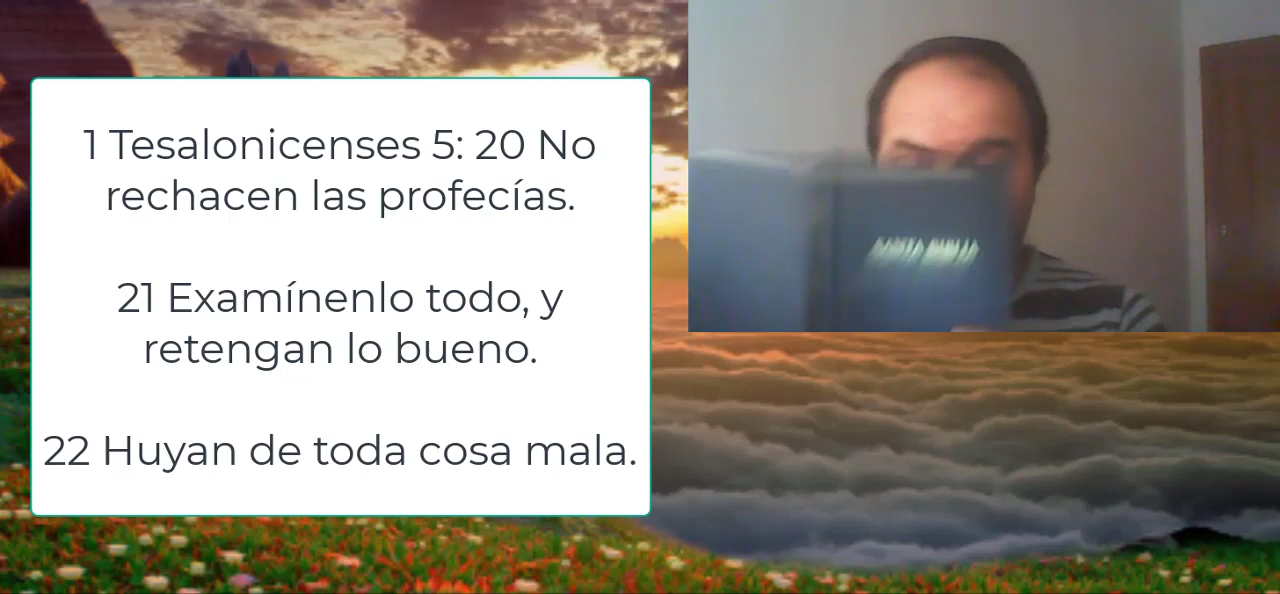 1 Tesalonicenses 5: 20 No
rechacen las profecías.
21 Examínenlo todo, y
retengan lo bueno.
22 Huyan de toda cosa mala.